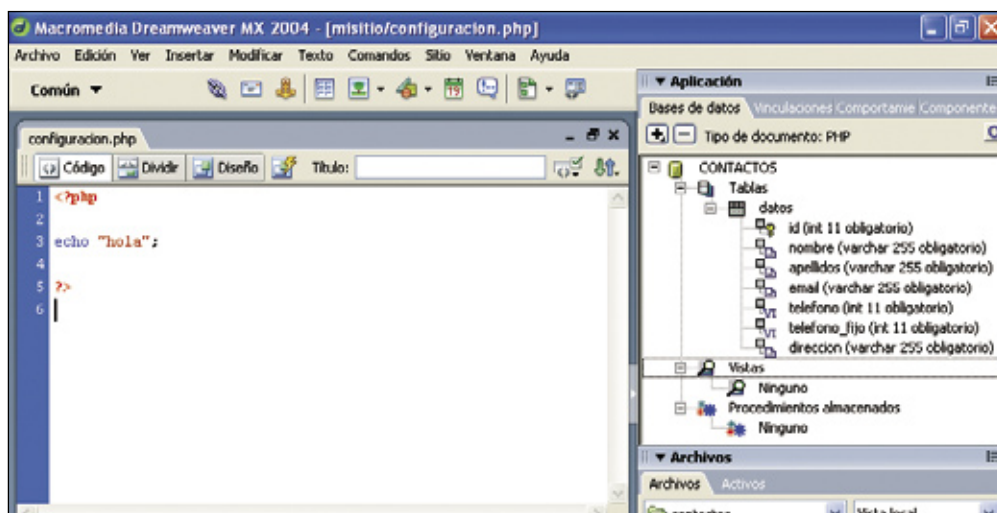 Macromedia Dreamweaver MX 2004 - [misitio/configuracion.php]
Archivo Edición Ver Insertar Modificar Texto Comandos Sitio Ventana Ayuda
Común
configuracion.php
Código Dividir Diseño Título:
1 <?php
2
3 echo "hola";
4
5 ?>
6
Aplicación
Bases de datos Vinculaciones Comportamie Componente
Tipo de documento: PHP
CONTACTOS
Tablas
datos
id (int 11 obligatorio)
nombre (varchar 255 obligatorio)
apellidos (varchar 255 obligatorio)
email (varchar 255 obligatorio)
telefono (int 11 obligatorio)
telefono_fijo (int 11 obligatorio)
direccion (varchar 255 obligatorio)
Vistas
Ninguno
Procedimientos almacenados
Ninguno
Archivos
Archivos Activos
contactos Vista local